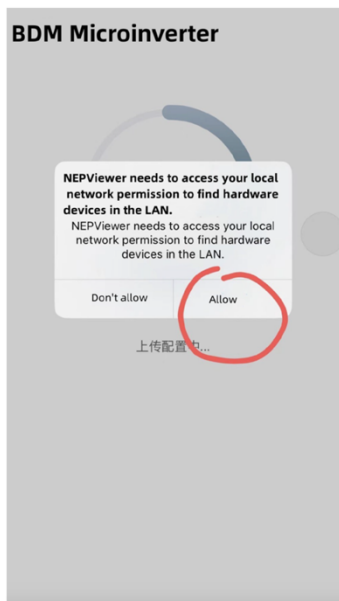 BDM Microinverter
NEPViewer needs to access your local
network permission to find hardware
devices in the LAN.
NEPViewer needs to access your local
network permission to find hardware
devices in the LAN.
Don't allow
Allow
上传配置中...